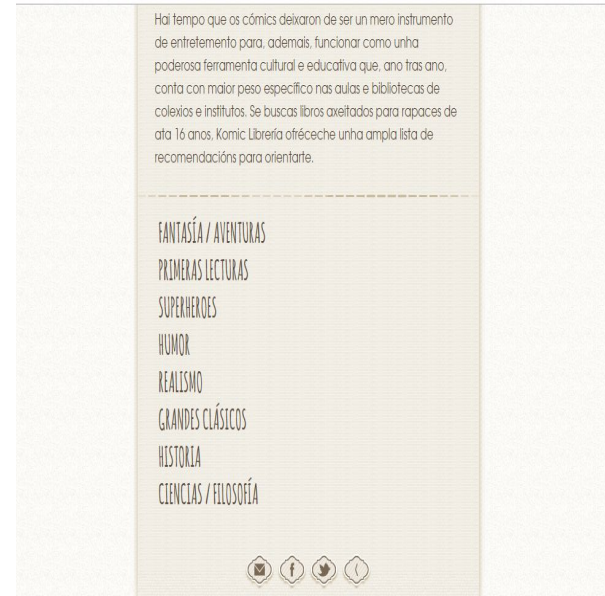 Hai tempo que os cómics deixaron de ser un mero instrumento
de entretemento para, ademais, funcionar como unha
poderosa ferramenta cultural e educativa que, ano tras ano,
conta con maior peso específico nas aulas e bibliotecas de
colexios e institutos. Se buscas libros axeitados para rapaces de
ata 16 anos, Komic Librería ofréceche unha ampla lista de
recomendacións para orientarte.
FANTASÍA / AVENTURAS
PRIMERAS LECTURAS
SUPERHEROES
HUMOR
REALISMO
GRANDES CLÁSICOS
HISTORIA
CIENCIAS / FILOSOFÍA